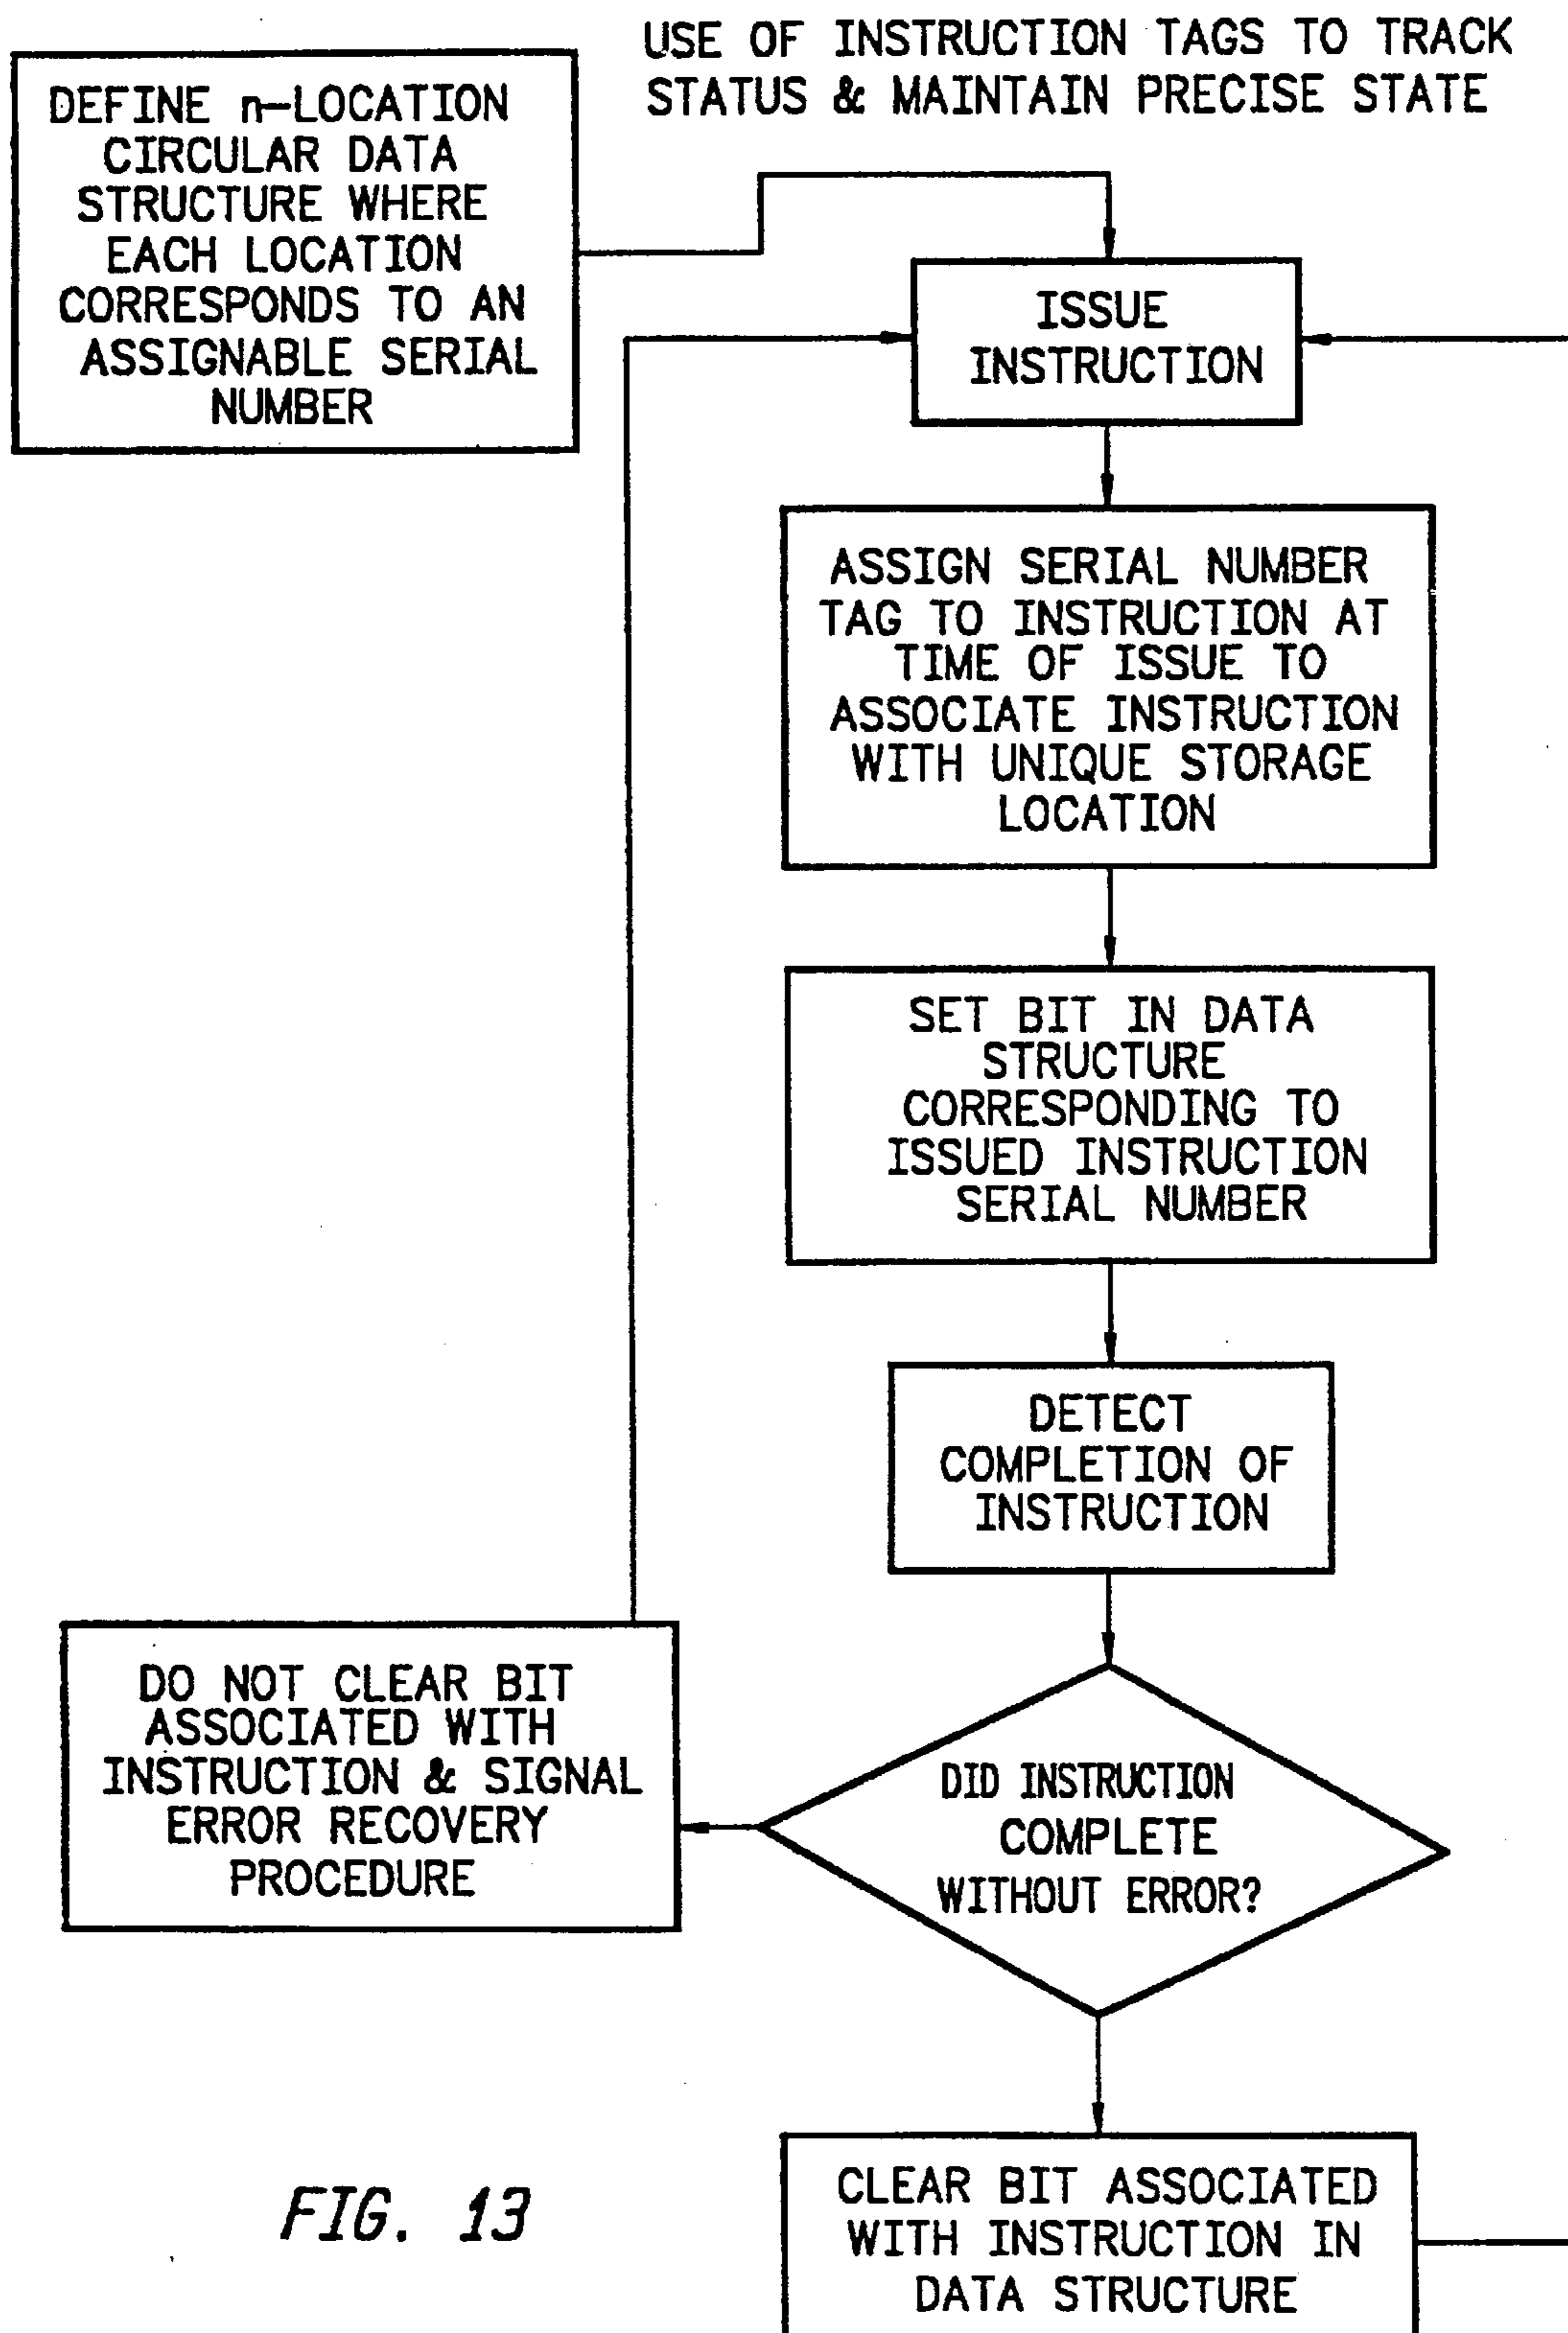 USE OF INSTRUCTION TAGS TO TRACK
STATUS & MAINTAIN PRECISE STATE
DEFINE n-LOCATION
CIRCULAR DATA
STRUCTURE WHERE
EACH LOCATION
CORRESPONDS TO AN
ASSIGNABLE SERIAL
NUMBER
ISSUE
INSTRUCTION
ASSIGN SERIAL NUMBER
TAG TO INSTRUCTION AT
TIME OF ISSUE TO
ASSOCIATE INSTRUCTION
WITH UNIQUE STORAGE
LOCATION
SET BIT IN DATA
STRUCTURE
CORRESPONDING TO
ISSUED INSTRUCTION
SERIAL NUMBER
DETECT
COMPLETION OF
INSTRUCTION
DID INSTRUCTION
COMPLETE
WITHOUT ERROR?
DO NOT CLEAR BIT
ASSOCIATED WITH
INSTRUCTION & SIGNAL
ERROR RECOVERY
PROCEDURE
CLEAR BIT ASSOCIATED
WITH INSTRUCTION IN
DATA STRUCTURE
FIG. 13